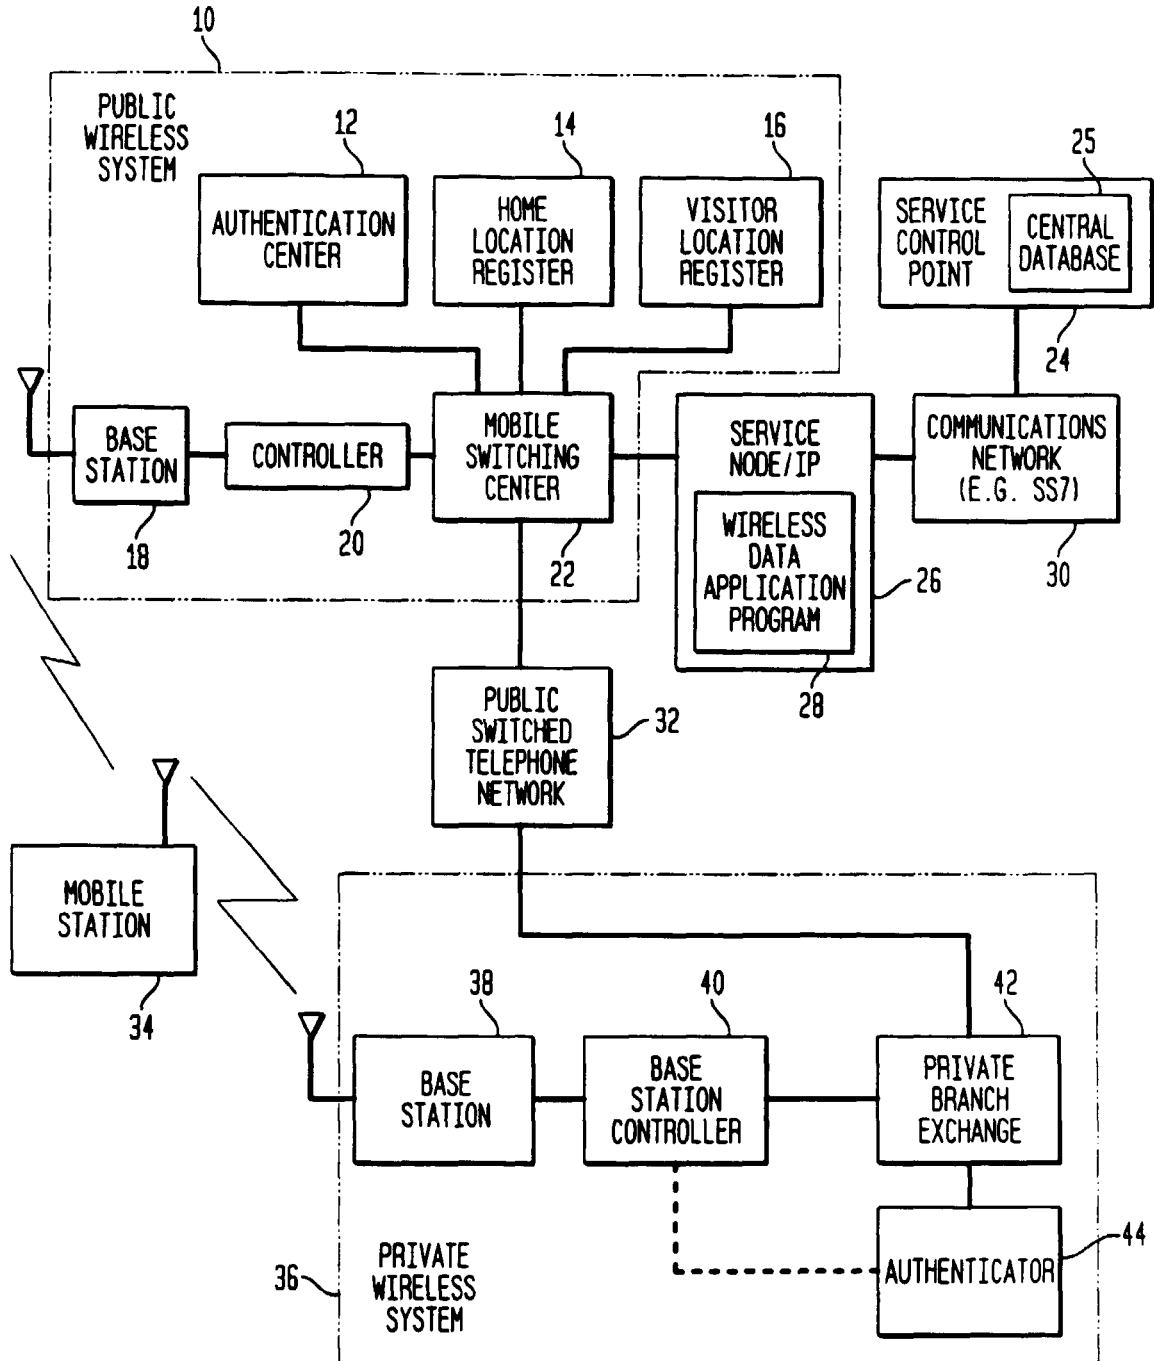 10
PUBLIC
WIRELESS
SYSTEM
12
14
16
25
AUTHENTICATION
CENTER
HOME
LOCATION
REGISTER
VISITOR
LOCATION
REGISTER
SERVICE
CONTROL
POINT
CENTRAL
DATABASE
24
BASE
STATION
CONTROLLER
MOBILE
SWITCHING
CENTER
SERVICE
NODE/IP
COMMUNICATIONS
NETWORK
(E.G. SS7)
WIRELESS
DATA
APPLICATION
PROGRAM
18
20
22
26
30
28
PUBLIC
SWITCHED
TELEPHONE
NETWORK
32
MOBILE
STATION
34
38
40
42
BASE
STATION
BASE
STATION
CONTROLLER
PRIVATE
BRANCH
EXCHANGE
44
AUTHENTICATOR
36
PRIVATE
WIRELESS
SYSTEM